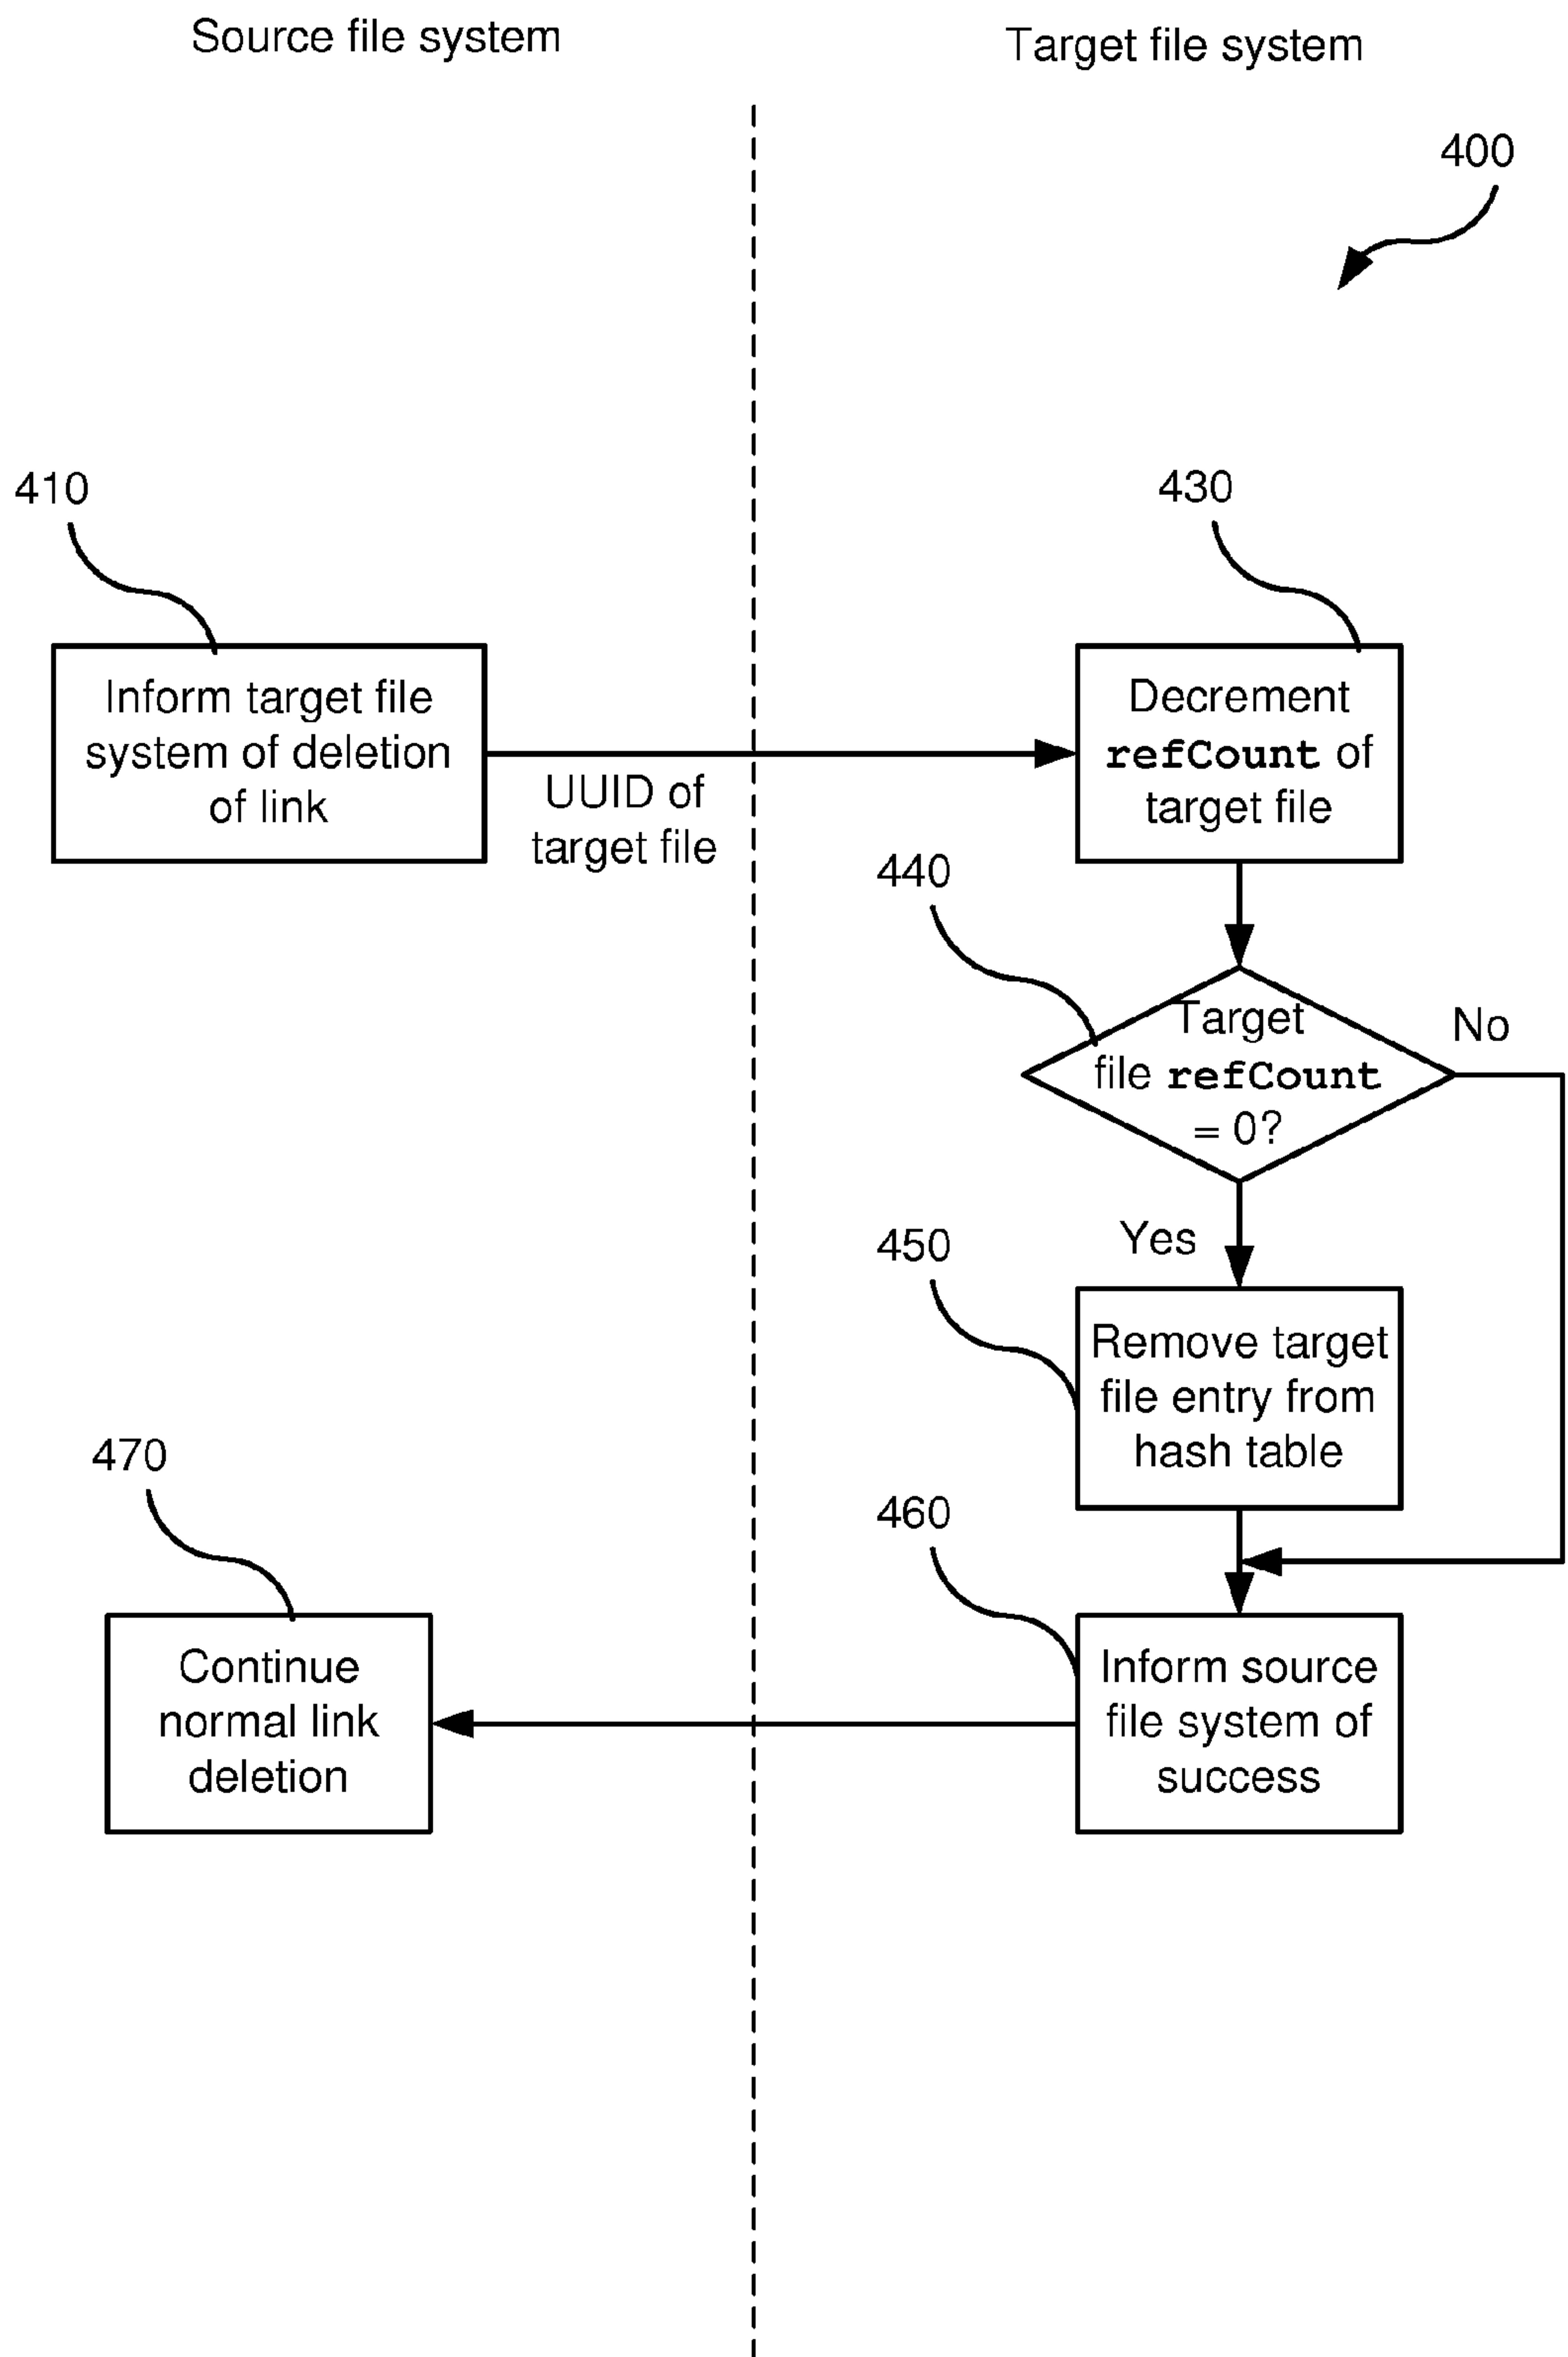 Source file system
Target file system
400
410
430
Inform target file
system of deletion
of link
UUID of
target file
Decrement
refCount of
target file
440
Target
file refCount
= 0?
No
Yes
450
Remove target
file entry from
hash table
470
460
Continue
normal link
deletion
Inform source
file system of
success